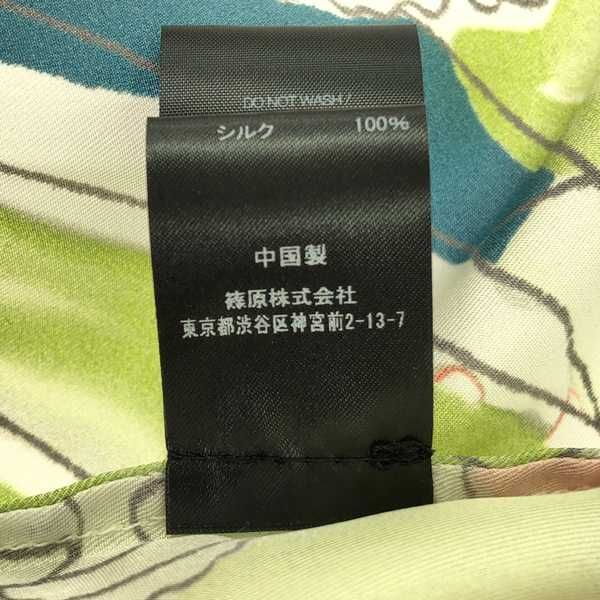 DO NOT WASH /
シルク 100%
中国製
篠原株式会社
東京都渋谷区神宮前2-13-7